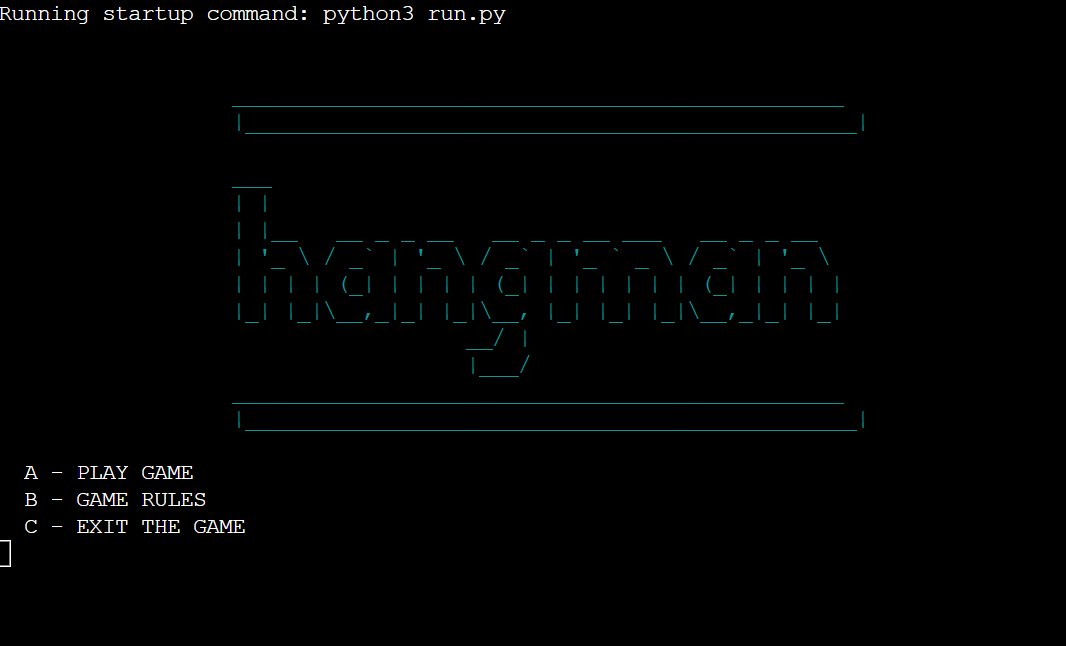 Running startup command: python3 run.py
hangman
A - PLAY GAME
B - GAME RULES
C - EXIT THE GAME